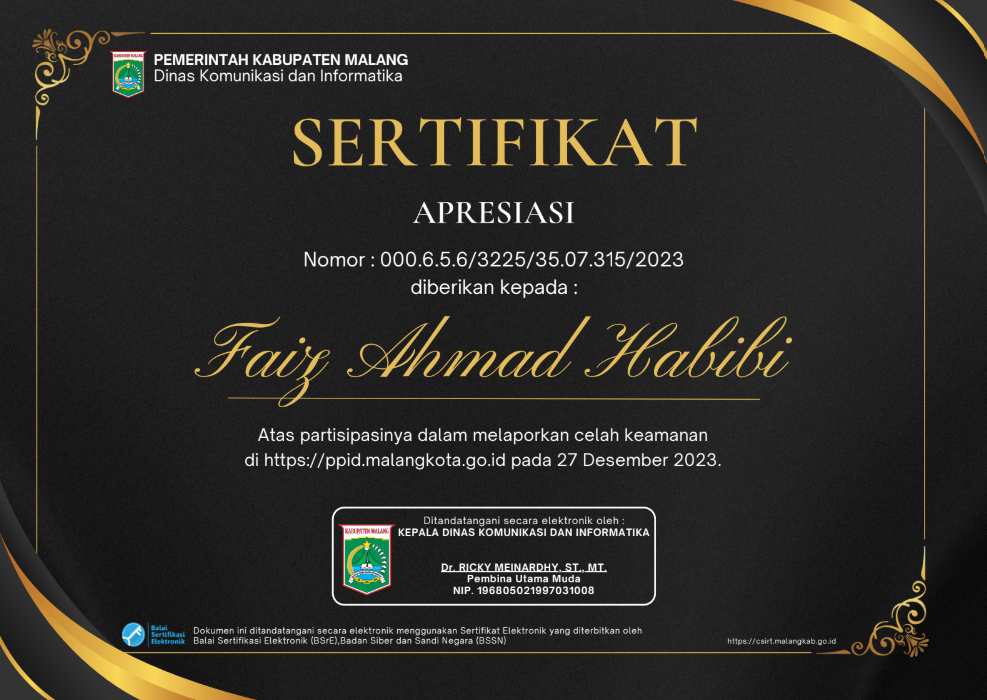 PEMERINTAH KABUPATEN MALANG
Dinas Komunikasi dan Informatika
SERTIFIKAT
APRESIASI
Nomor : 000.6.5.6/3225/35.07.315/2023
diberikan kepada :
Faiz Ahmad Habibi
Atas partisipasinya dalam melaporkan celah keamanan
di https://ppid.malangkota.go.id pada 27 Desember 2023.
KABUPATEN MALANG
Ditandatangani secara elektronik oleh :
KEPALA DINAS KOMUNIKASI DAN INFORMATIKA
Dr. RICKY MEINARDHY, ST., MT.
Pembina Utama Muda
NIP. 196805021997031008
Balai
Sertifikasi
Elektronik
Dokumen ini ditandatangani secara elektronik menggunakan Sertifikat Elektronik yang diterbitkan oleh
Balai Sertifikasi Elektronik (BSrE),Badan Siber dan Sandi Negara (BSSN)
https://csirt.malangkab.go.id